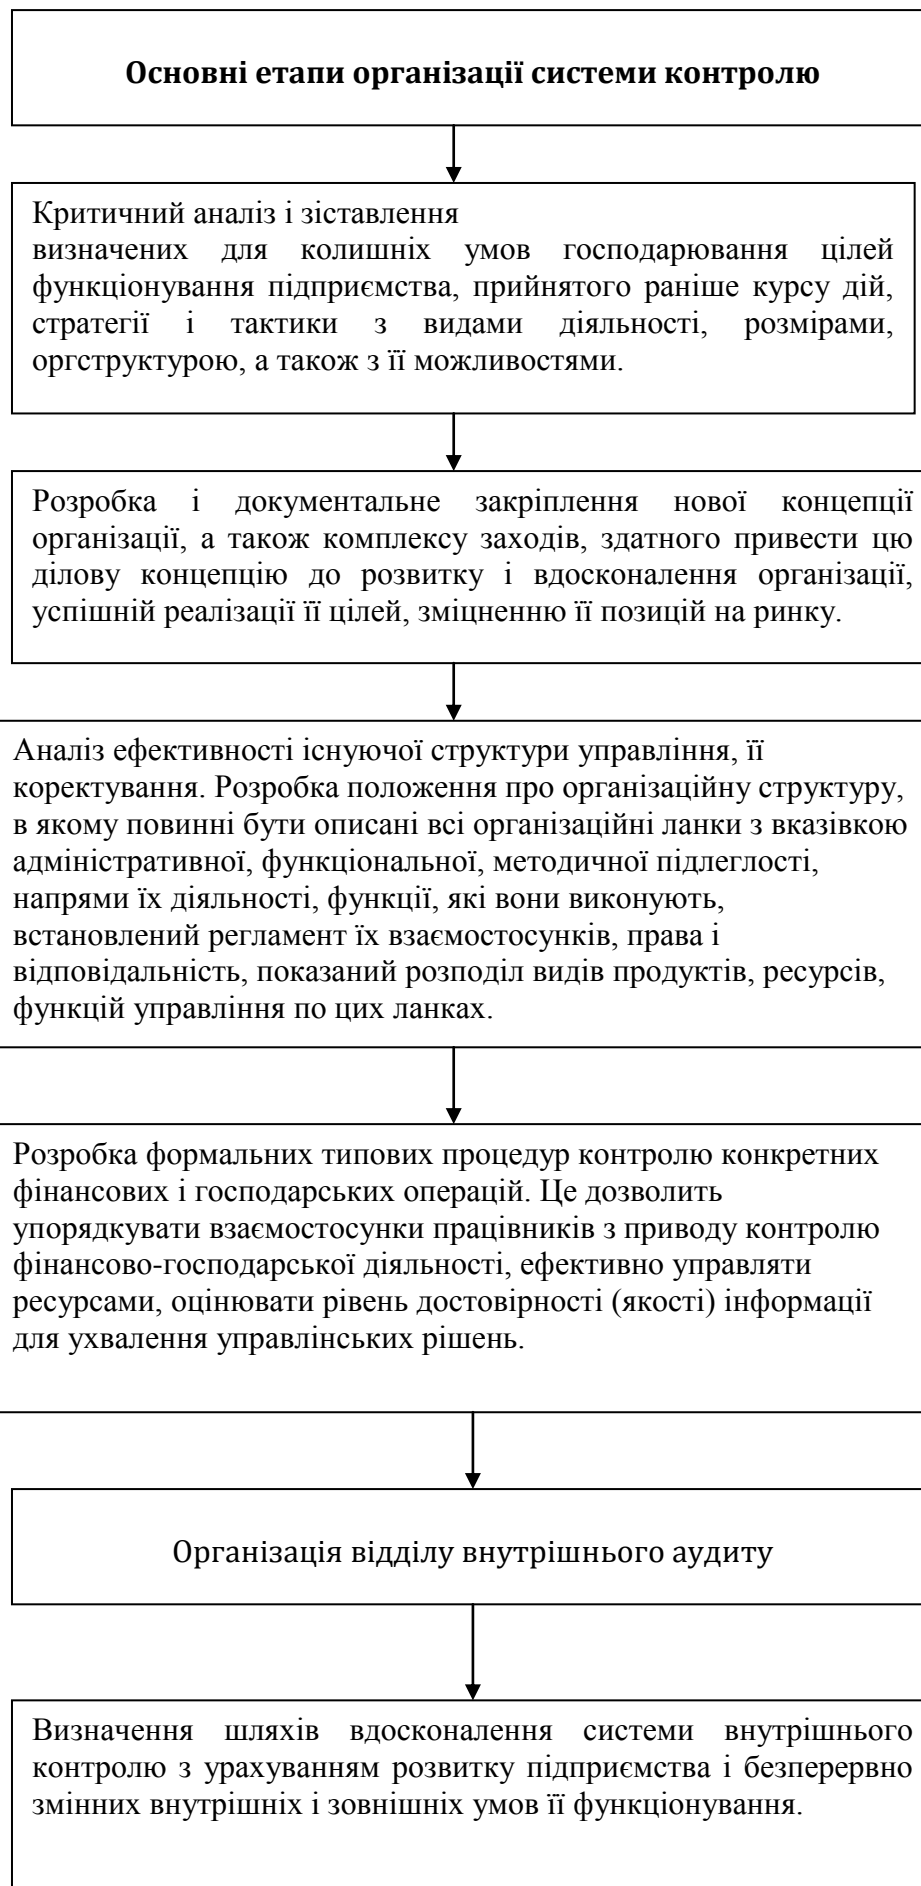 Основні етапи організації системи контролю
Критичний аналіз і зіставлення
визначених для колишніх умов господарювання цілей
функціонування підприємства, прийнятого раніше курсу дій,
стратегії і тактики з видами діяльності, розмірами,
оргструктурою, а також з її можливостями.
Розробка і документальне закріплення нової концепції
організації, а також комплексу заходів, здатного привести цю
ділову концепцію до розвитку і вдосконалення організації,
успішній реалізації її цілей, зміцненню її позицій на ринку.
Аналіз ефективності існуючої структури управління, її
коректування. Розробка положення про організаційну структуру,
в якому повинні бути описані всі організаційні ланки з вказівкою
адміністративної, функціональної, методичної підлеглості,
напрями їх діяльності, функції, які вони виконують,
встановлений регламент їх взаємостосунків, права і
відповідальність, показаний розподіл видів продуктів, ресурсів,
функцій управління по цих ланках.
Розробка формальних типових процедур контролю конкретних
фінансових і господарських операцій. Це дозволить
упорядкувати взаємостосунки працівників з приводу контролю
фінансово-господарської діяльності, ефективно управляти
ресурсами, оцінювати рівень достовірності (якості) інформації
для ухвалення управлінських рішень.
Організація відділу внутрішнього аудиту
Визначення шляхів вдосконалення системи внутрішнього
контролю з урахуванням розвитку підприємства і безперервно
змінних внутрішніх і зовнішніх умов її функціонування.